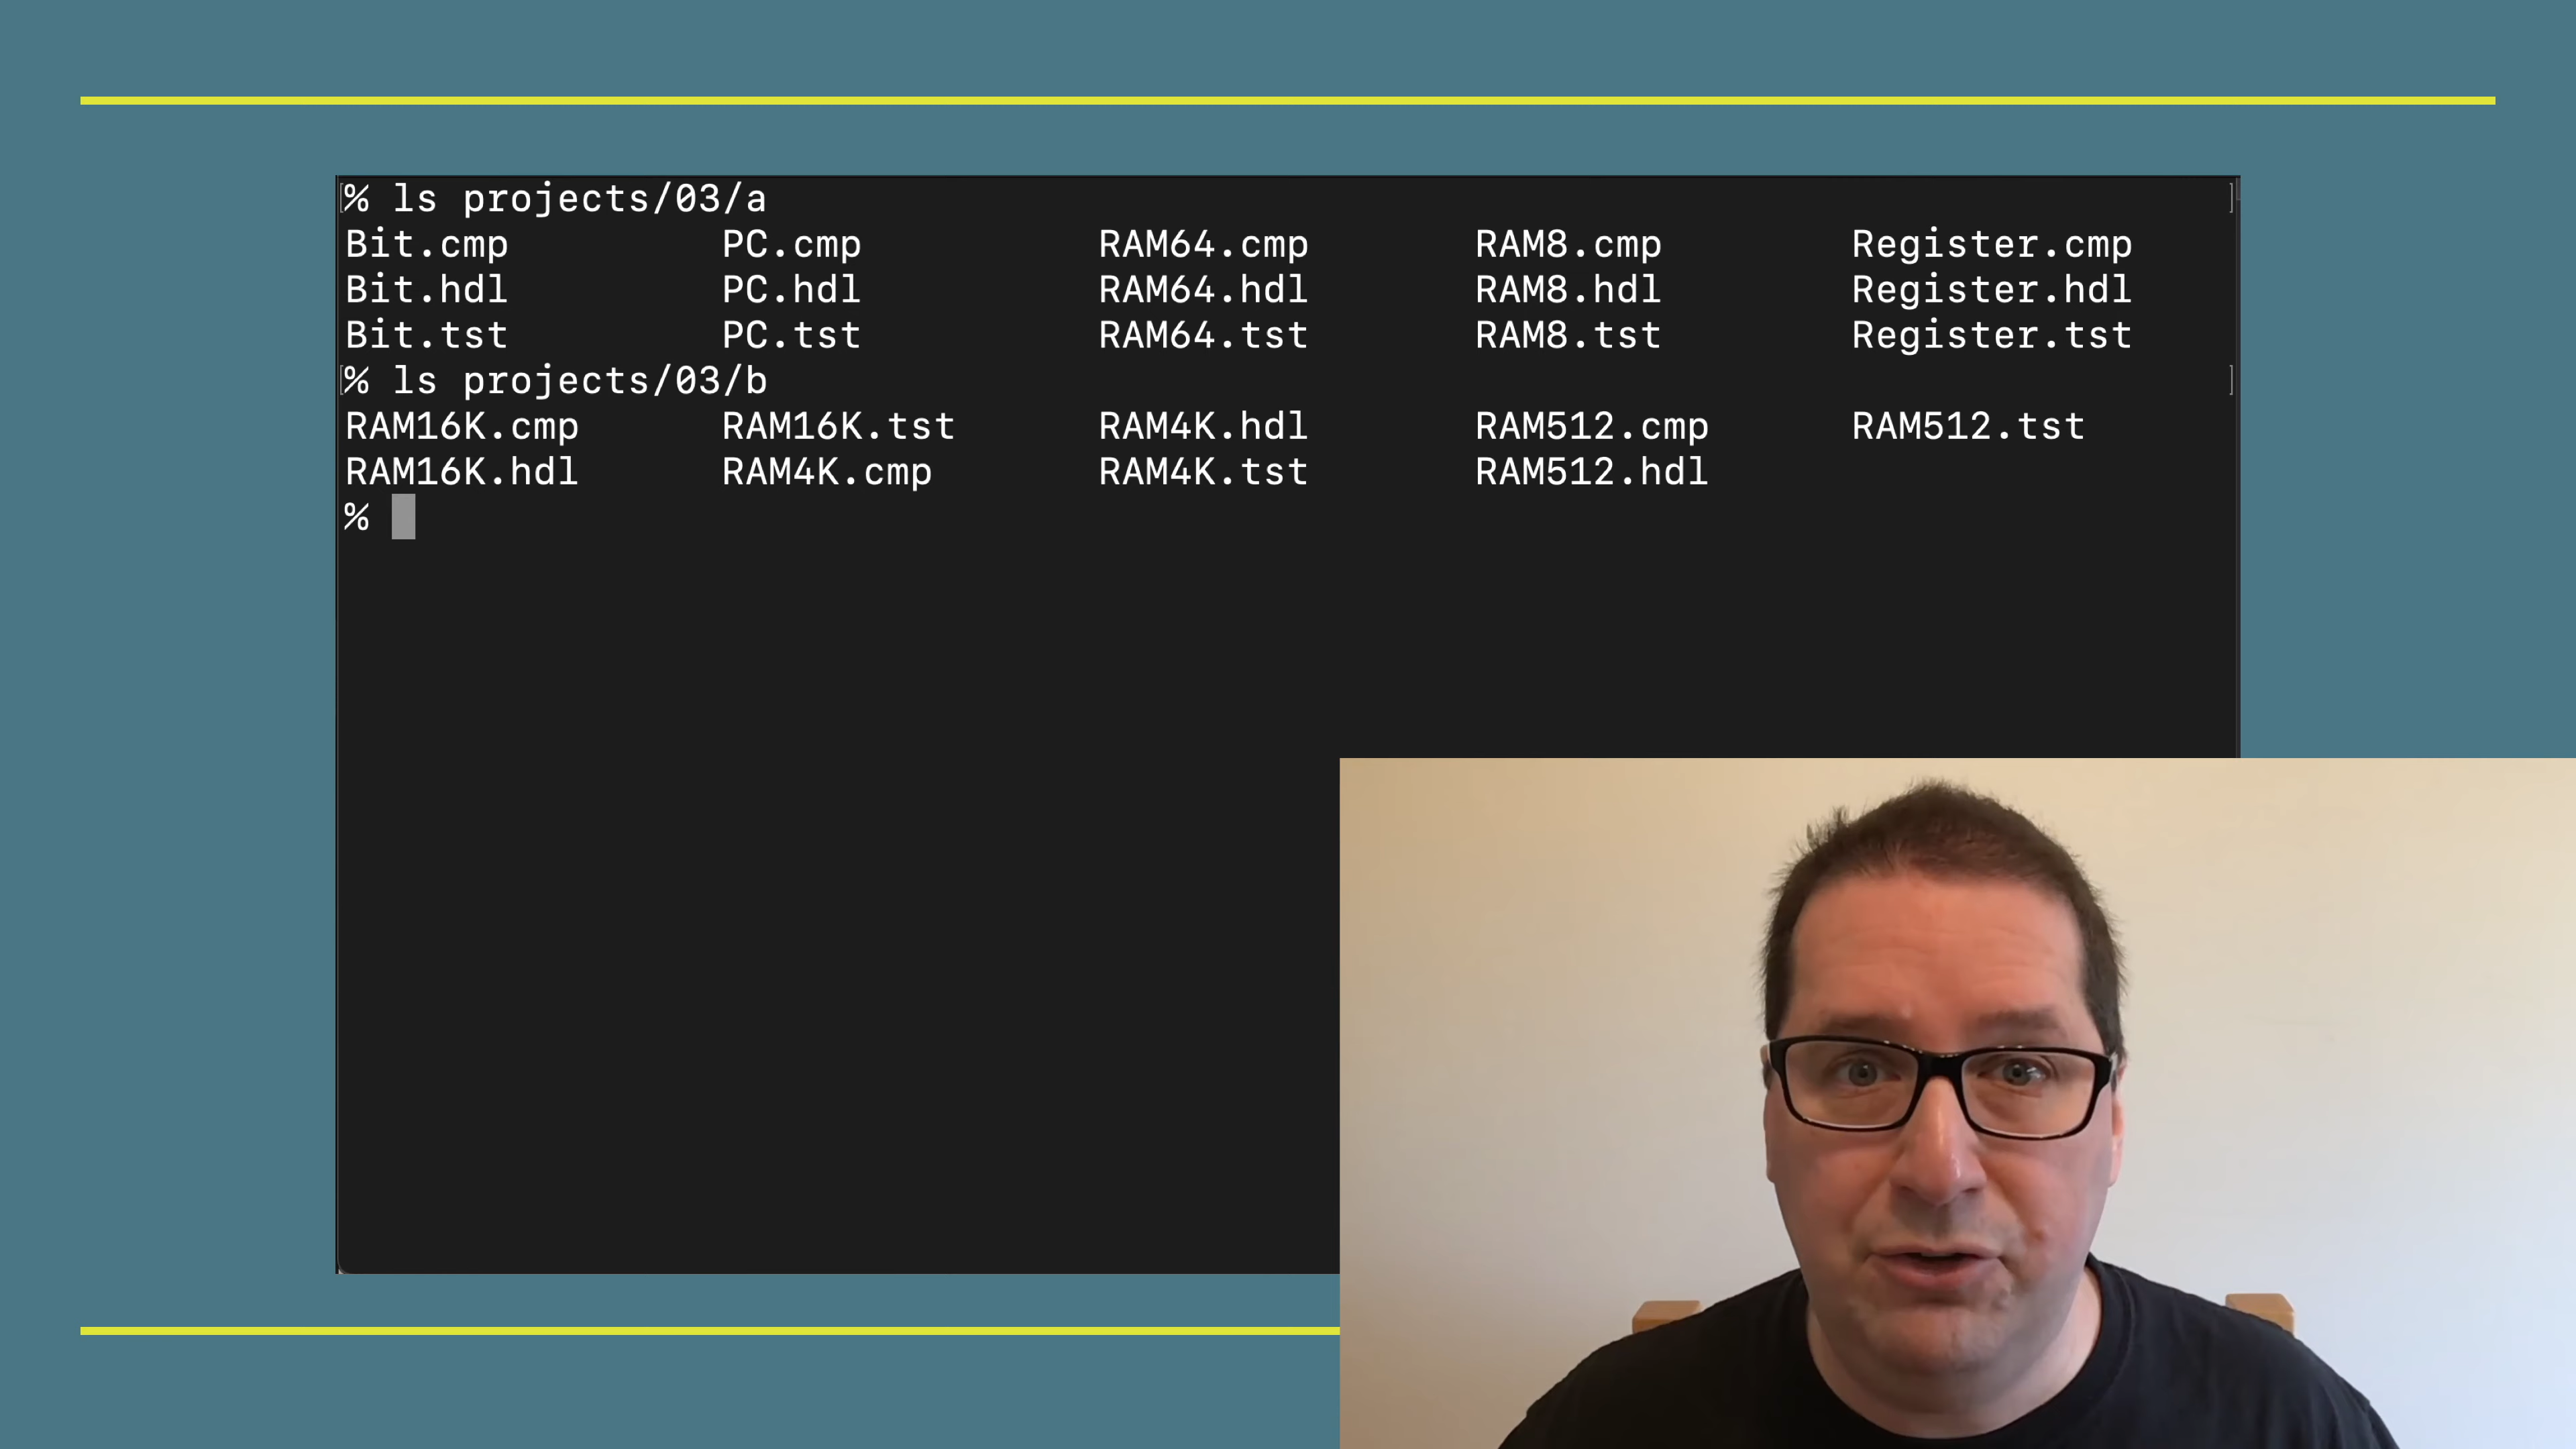 % ls projects/03/a
Bit.cmp PC.cmp RAM64.cmp RAM8.cmp Register.cmp
Bit.hdl PC.hdl RAM64.hdl RAM8.hdl Register.hdl
Bit.tst PC.tst RAM64.tst RAM8.tst Register.tst
% ls projects/03/b
RAM16K.cmp RAM16K.tst RAM4K.hdl RAM512.cmp RAM512.tst
RAM16K.hdl RAM4K.cmp RAM4K.tst RAM512.hdl
%